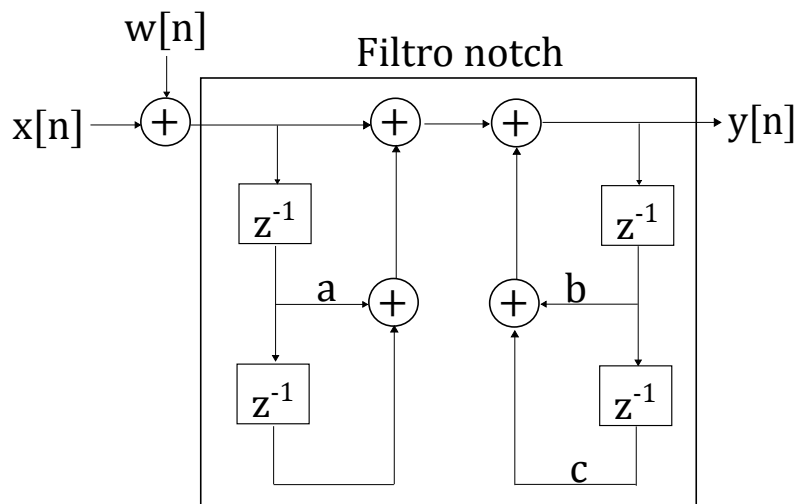 w[n]
Filtro notch
x[n]
+
+
+
y[n]
z⁻¹
z⁻¹
a
+
+
b
z⁻¹
z⁻¹
c